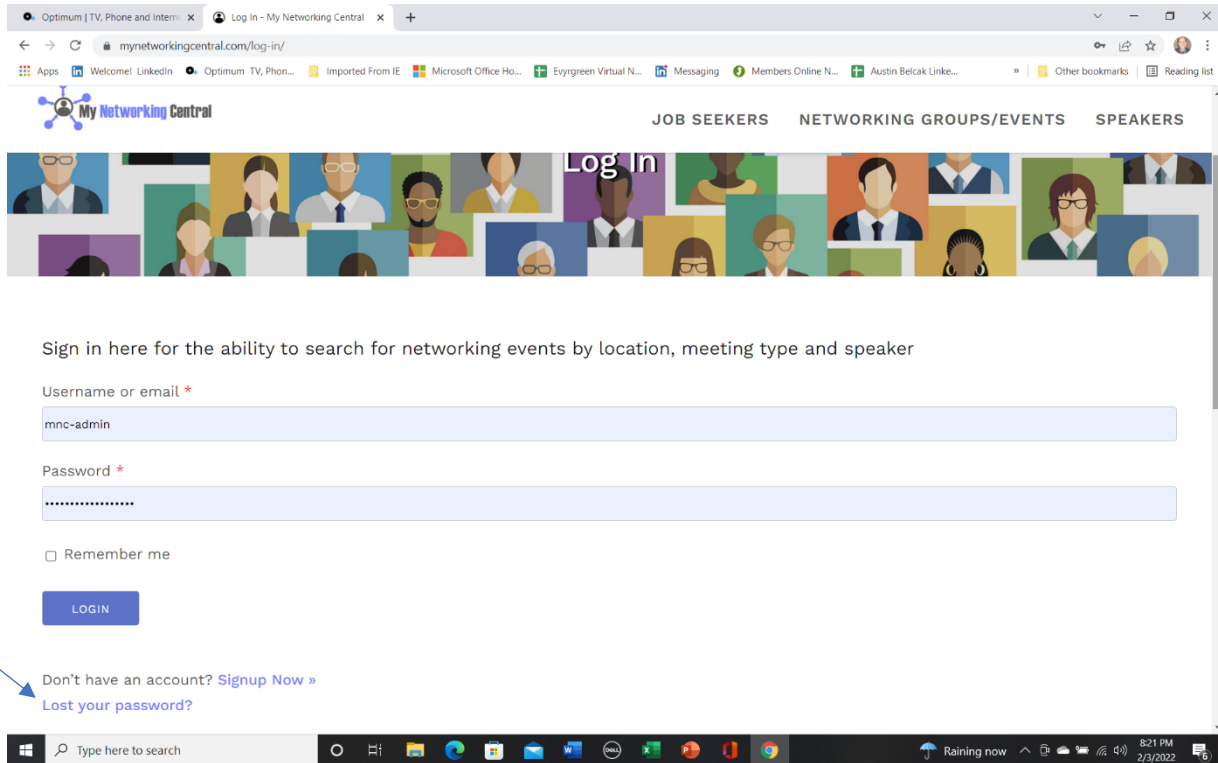 Optimum | TV, Phone and Intern
Log In - My Networking Central
mynetworkingcentral.com/log-in/
Apps Welcome! LinkedIn Optimum TV, Phon... Imported From IE Microsoft Office Ho... Evyrgreen Virtual N... Messaging Members Online N... Austin Belcak Linke... » Other bookmarks Reading list
My Networking Central
JOB SEEKERS NETWORKING GROUPS/EVENTS SPEAKERS
Log In
Sign in here for the ability to search for networking events by location, meeting type and speaker
Username or email *
mnc-admin
Password *
••••••••••••••••••
Remember me
LOGIN
Don't have an account? Signup Now »
Lost your password?
Type here to search
DELL
Raining now
8:21 PM
2/3/2022
6